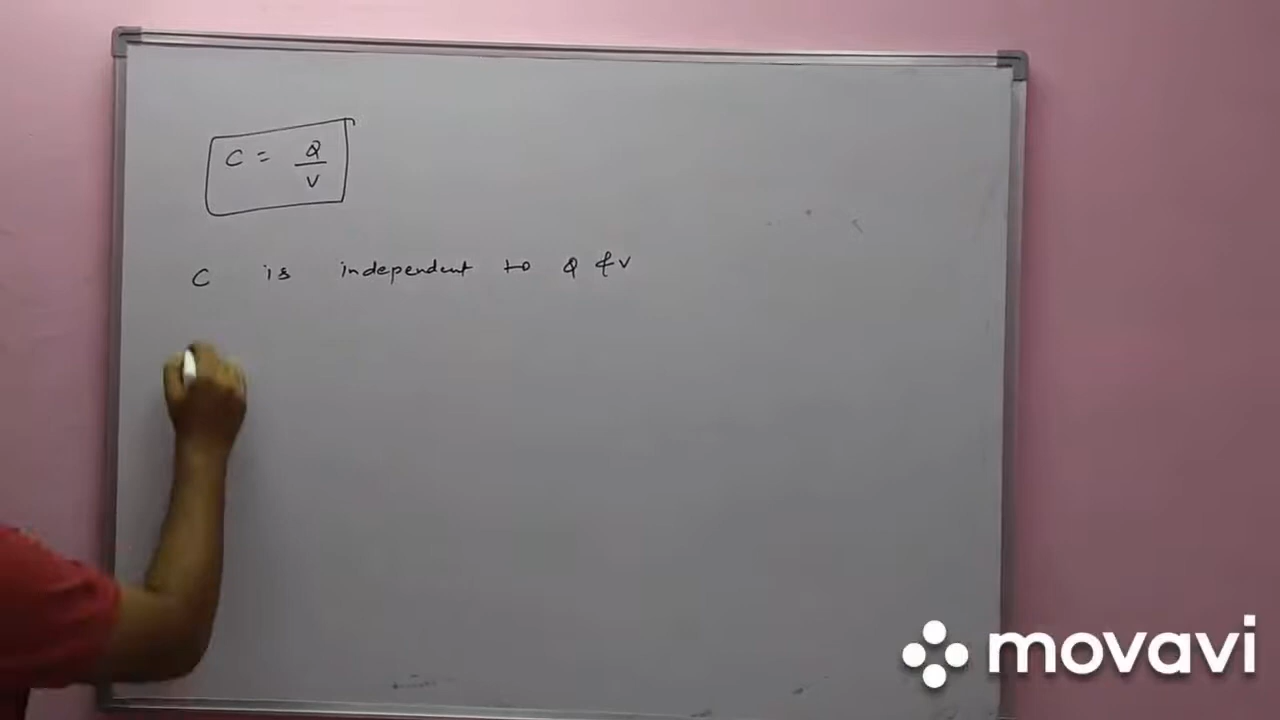 C = Q/V
C is independent to Q & V
movavi